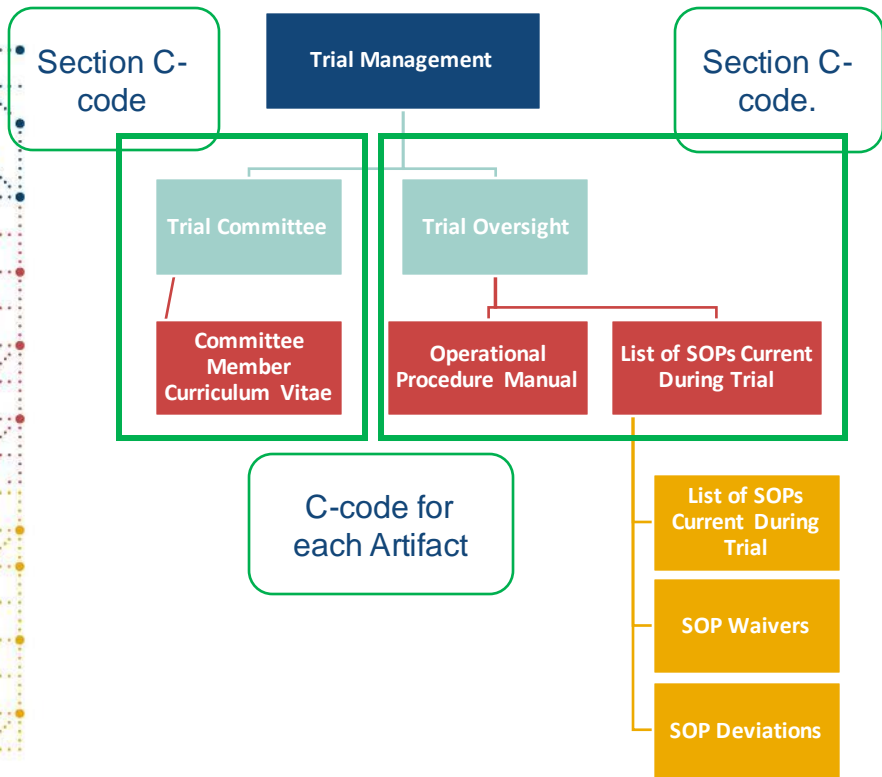 Section C-
code
Trial Management
Section C-
code.
Trial Committee
Trial Oversight
Committee
Member
Curriculum Vitae
Operational
Procedure Manual
List of SOPs Current
During Trial
C-code for
each Artifact
List of SOPs
Current During
Trial
SOP Waivers
SOP Deviations